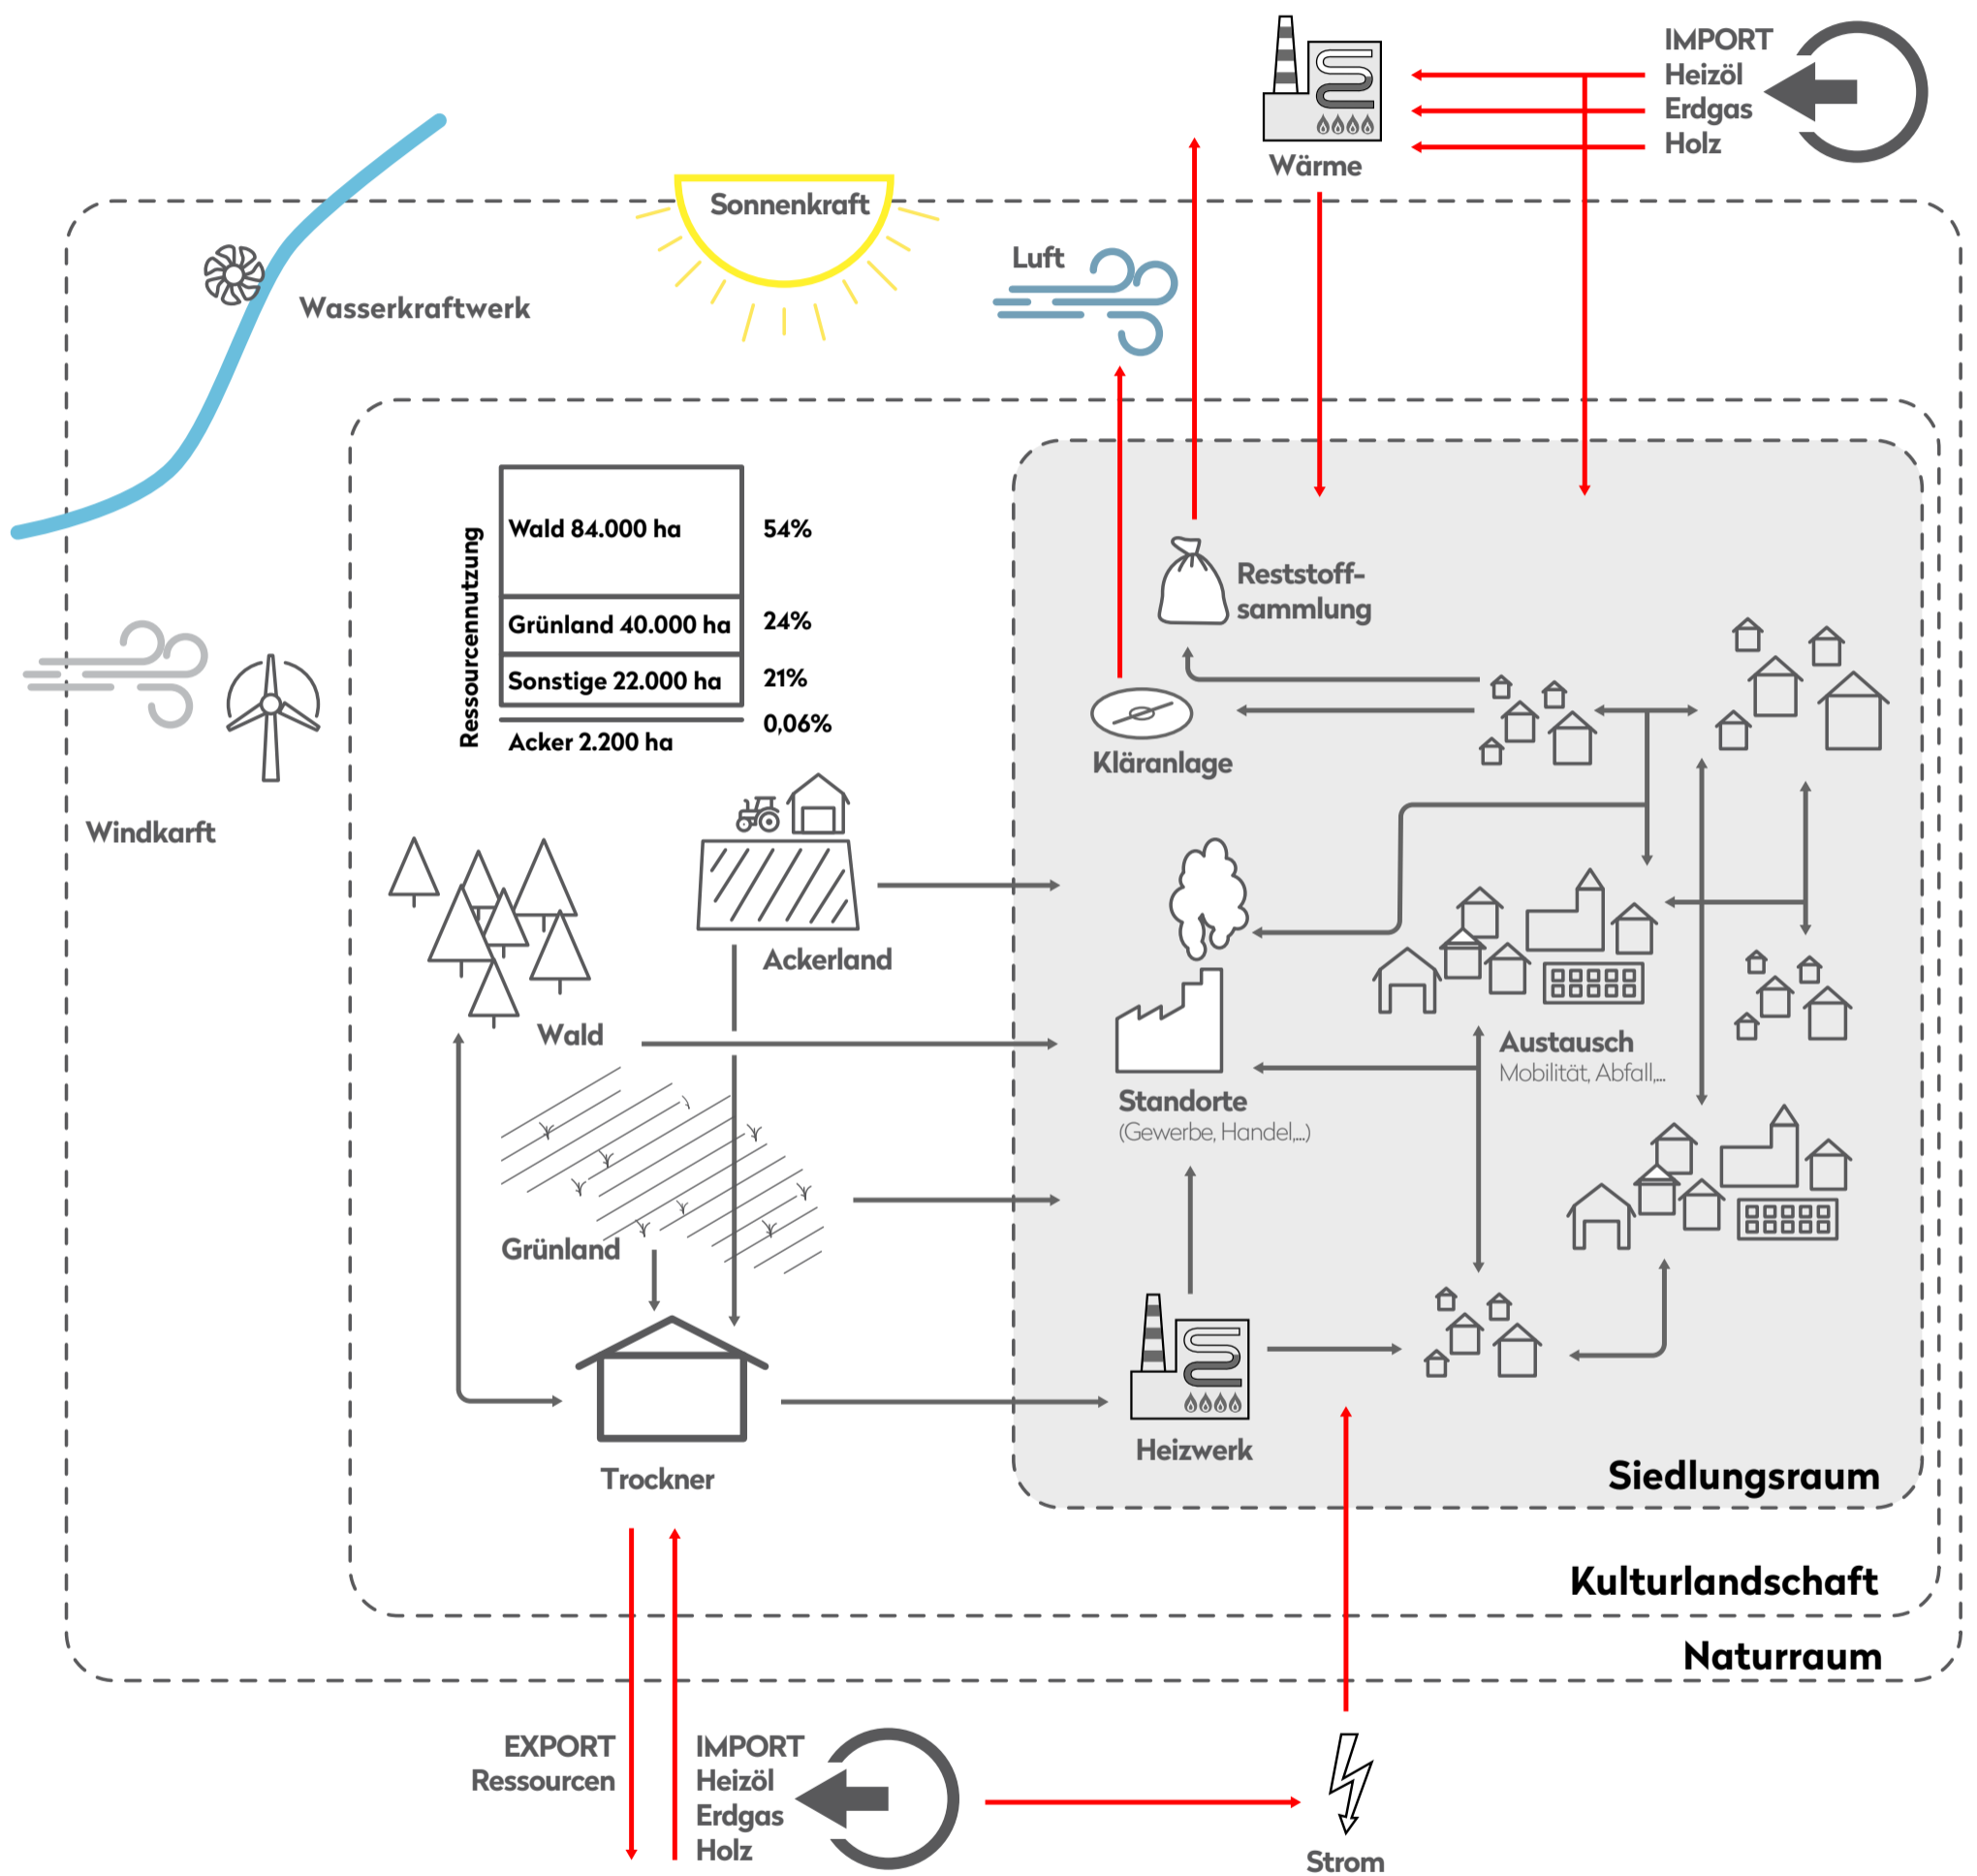 IMPORT
Heizöl
Erdgas
Holz
Wärme
Sonnenkraft
Luft
Wasserkraftwerk
Ressourcennutzung
Wald 84.000 ha 54%
Grünland 40.000 ha 24%
Sonstige 22.000 ha 21%
0,06%
Acker 2.200 ha
Reststoff-
sammlung
Kläranlage
Windkarft
Ackerland
Wald
Austausch
Mobilität, Abfall,...
Standorte
(Gewerbe, Handel,...)
Grünland
Heizwerk
Trockner
Siedlungsraum
Kulturlandschaft
Naturraum
EXPORT
Ressourcen
IMPORT
Heizöl
Erdgas
Holz
Strom